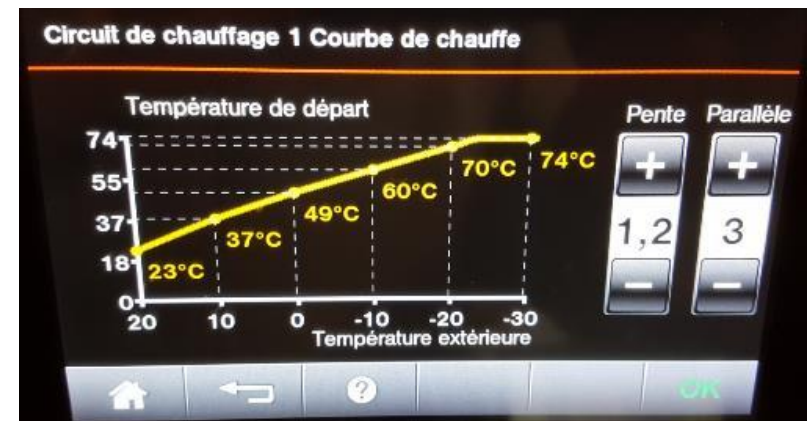 Circuit de chauffage 1 Courbe de chauffe
Température de départ
Pente Parallèle
74
55
37
18
0
23°C
37°C
49°C
60°C
70°C
74°C
20 10 0 -10 -20 -30
Température extérieure
+ +
1,2 3
- -
?
OK